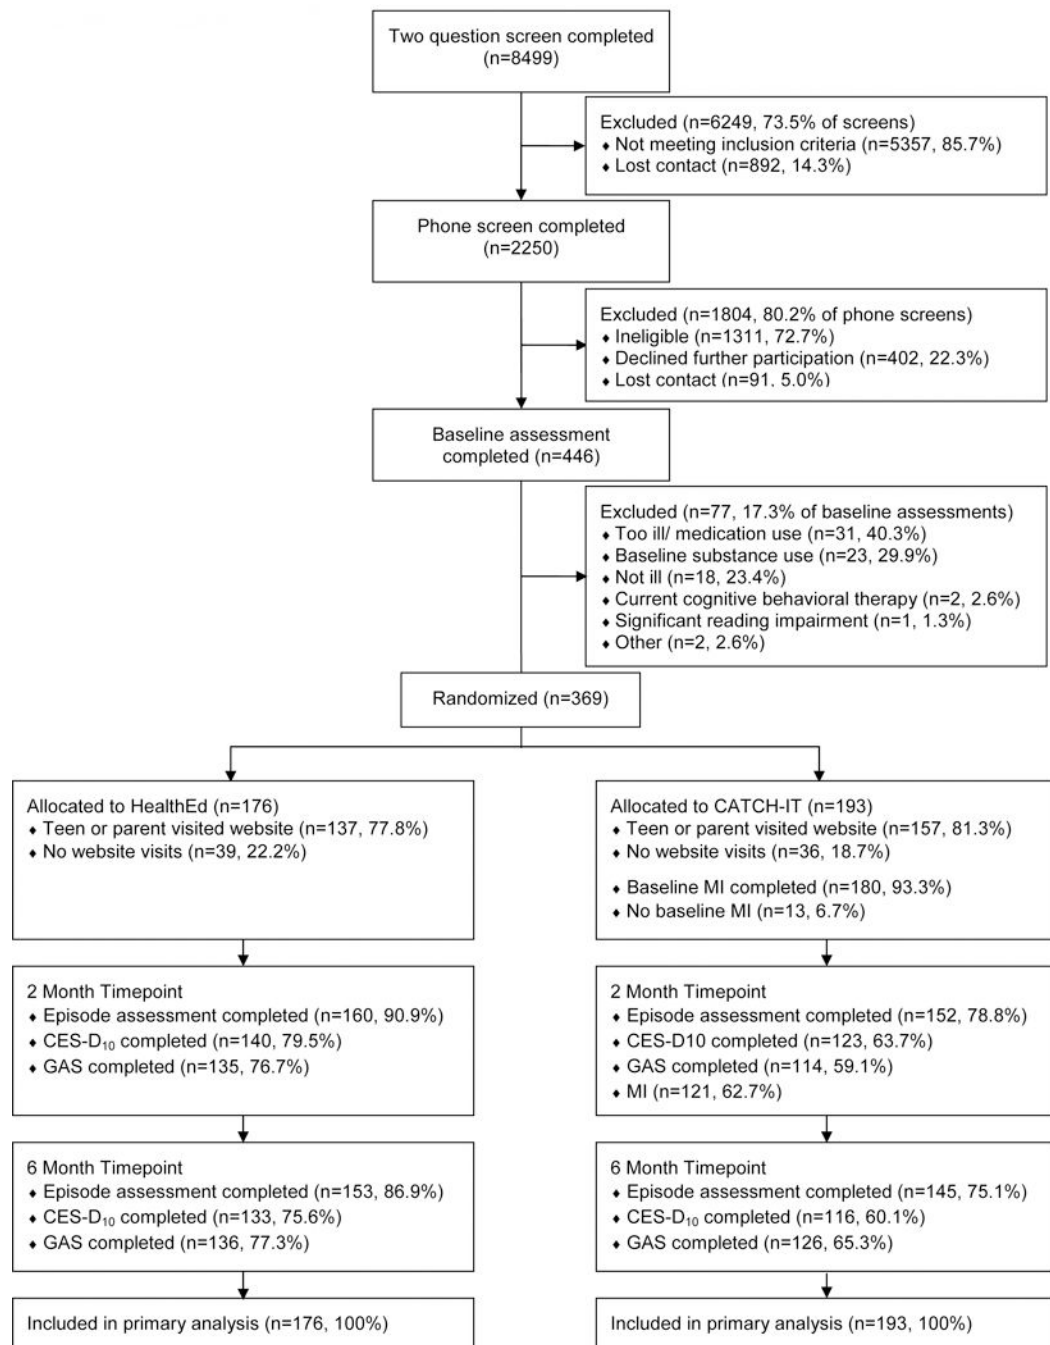 Two question screen completed
(n=8499)
Excluded (n=6249, 73.5% of screens)
♦ Not meeting inclusion criteria (n=5357, 85.7%)
♦ Lost contact (n=892, 14.3%)
Phone screen completed
(n=2250)
Excluded (n=1804, 80.2% of phone screens)
♦ Ineligible (n=1311, 72.7%)
♦ Declined further participation (n=402, 22.3%)
♦ Lost contact (n=91, 5.0%)
Baseline assessment
completed (n=446)
Excluded (n=77, 17.3% of baseline assessments)
♦ Too ill/ medication use (n=31, 40.3%)
♦ Baseline substance use (n=23, 29.9%)
♦ Not ill (n=18, 23.4%)
♦ Current cognitive behavioral therapy (n=2, 2.6%)
♦ Significant reading impairment (n=1, 1.3%)
♦ Other (n=2, 2.6%)
Randomized (n=369)
Allocated to HealthEd (n=176)
♦ Teen or parent visited website (n=137, 77.8%)
♦ No website visits (n=39, 22.2%)
Allocated to CATCH-IT (n=193)
♦ Teen or parent visited website (n=157, 81.3%)
♦ No website visits (n=36, 18.7%)
♦ Baseline MI completed (n=180, 93.3%)
♦ No baseline MI (n=13, 6.7%)
2 Month Timepoint
♦ Episode assessment completed (n=160, 90.9%)
♦ CES-D₁₀ completed (n=140, 79.5%)
♦ GAS completed (n=135, 76.7%)
2 Month Timepoint
♦ Episode assessment completed (n=152, 78.8%)
♦ CES-D10 completed (n=123, 63.7%)
♦ GAS completed (n=114, 59.1%)
♦ MI (n=121, 62.7%)
6 Month Timepoint
♦ Episode assessment completed (n=153, 86.9%)
♦ CES-D₁₀ completed (n=133, 75.6%)
♦ GAS completed (n=136, 77.3%)
6 Month Timepoint
♦ Episode assessment completed (n=145, 75.1%)
♦ CES-D₁₀ completed (n=116, 60.1%)
♦ GAS completed (n=126, 65.3%)
Included in primary analysis (n=176, 100%)
Included in primary analysis (n=193, 100%)